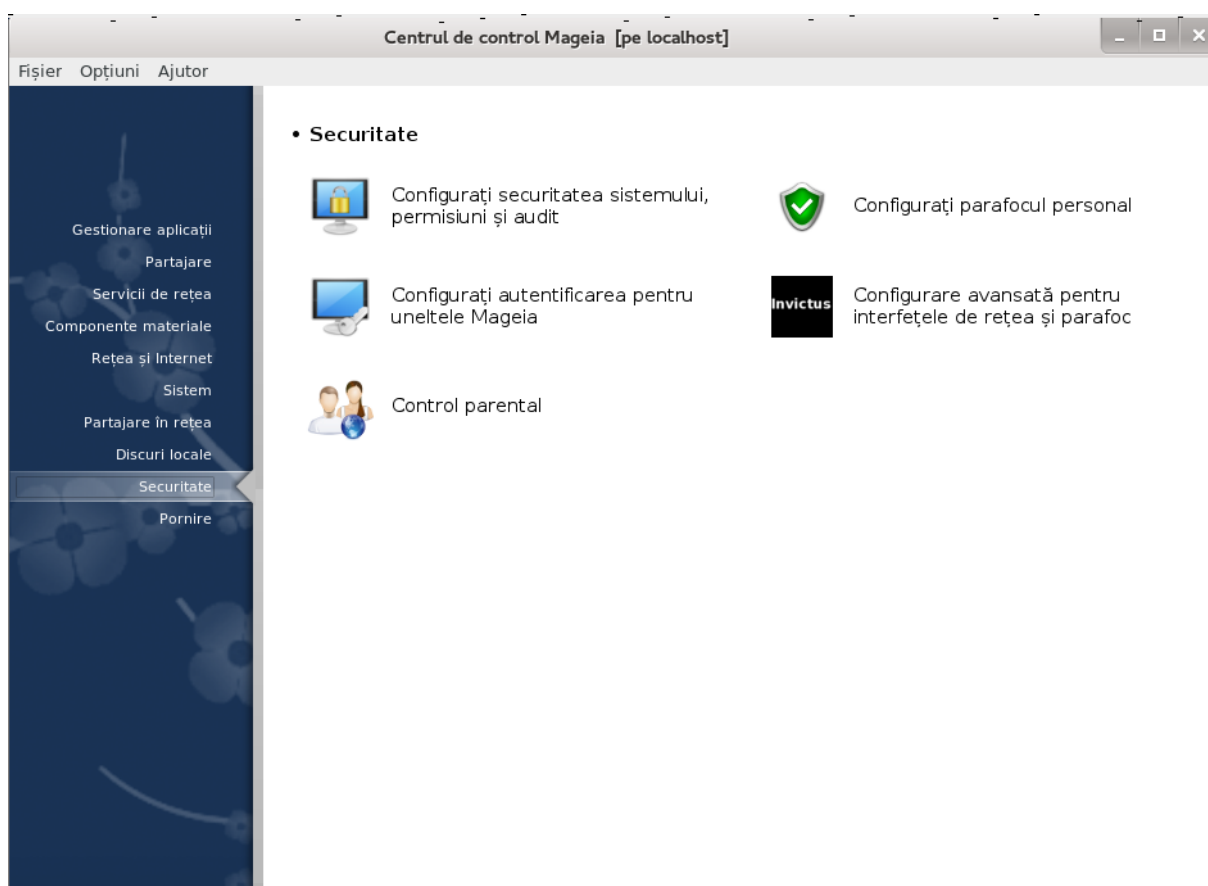 Centrul de control Mageia [pe localhost]
Fișier Opțiuni Ajutor
Gestionare aplicații
Partajare
Servicii de rețea
Componente materiale
Rețea și Internet
Sistem
Partajare în rețea
Discuri locale
Securitate
Pornire
• Securitate
Configurați securitatea sistemului,
permisiuni și audit
Configurați parafocul personal
Configurați autentificarea pentru
uneltele Mageia
Invictus
Configurare avansată pentru
interfețele de rețea și parafoc
Control parental